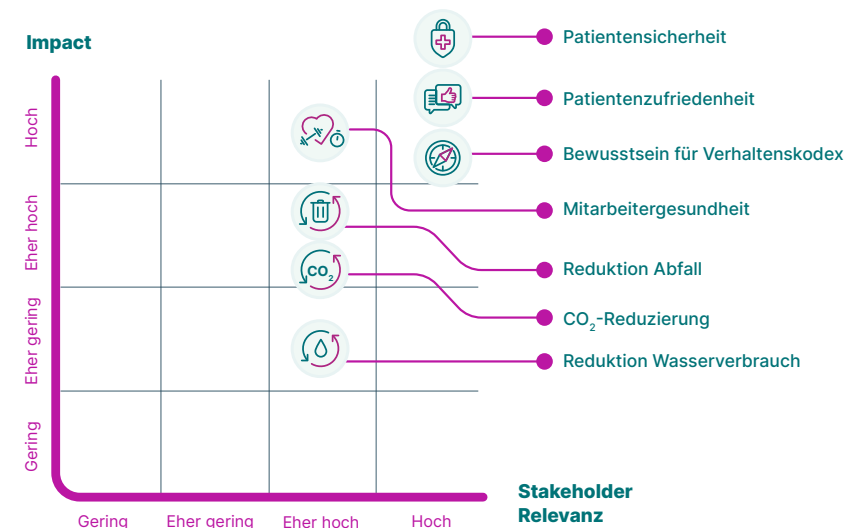 Impact
Patientensicherheit
Patientenzufriedenheit
Bewusstsein für Verhaltenskodex
Mitarbeitergesundheit
Reduktion Abfall
CO₂-Reduzierung
Reduktion Wasserverbrauch
Hoch
Eher hoch
Eher gering
Gering
CO₂
Gering
Eher gering
Eher hoch
Hoch
Stakeholder
Relevanz